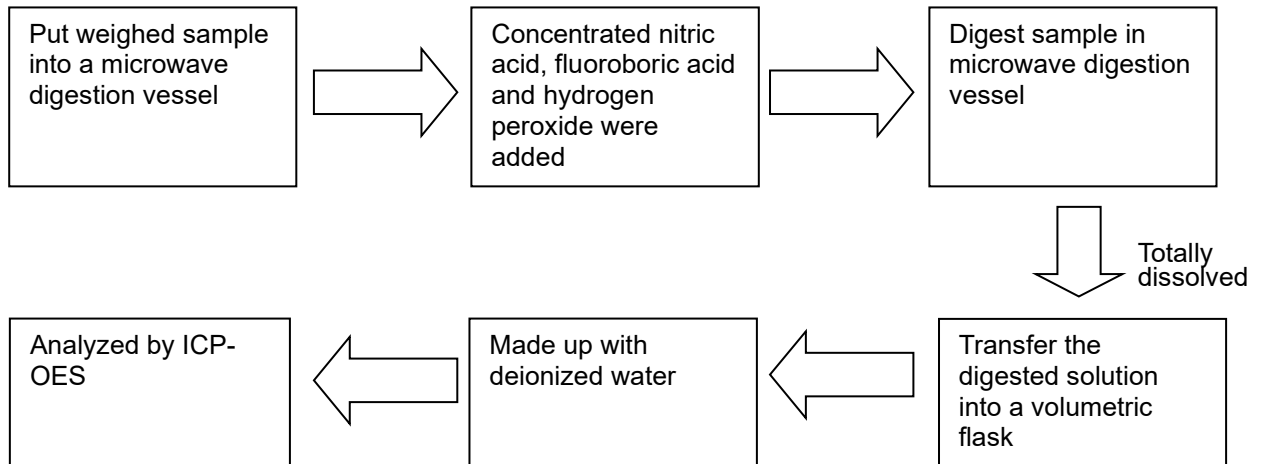 Put weighed sample
into a microwave
digestion vessel
Concentrated nitric
acid, fluoroboric acid
and hydrogen
peroxide were
added
Digest sample in
microwave digestion
vessel
Totally
dissolved
Transfer the
digested solution
into a volumetric
flask
Made up with
deionized water
Analyzed by ICP-
OES